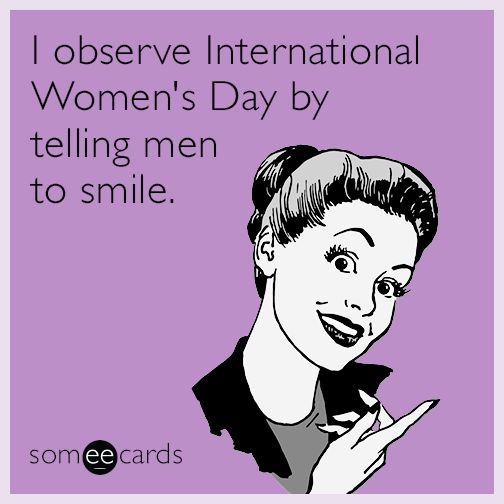 I observe International
Women's Day by
telling men
to smile.
someecards